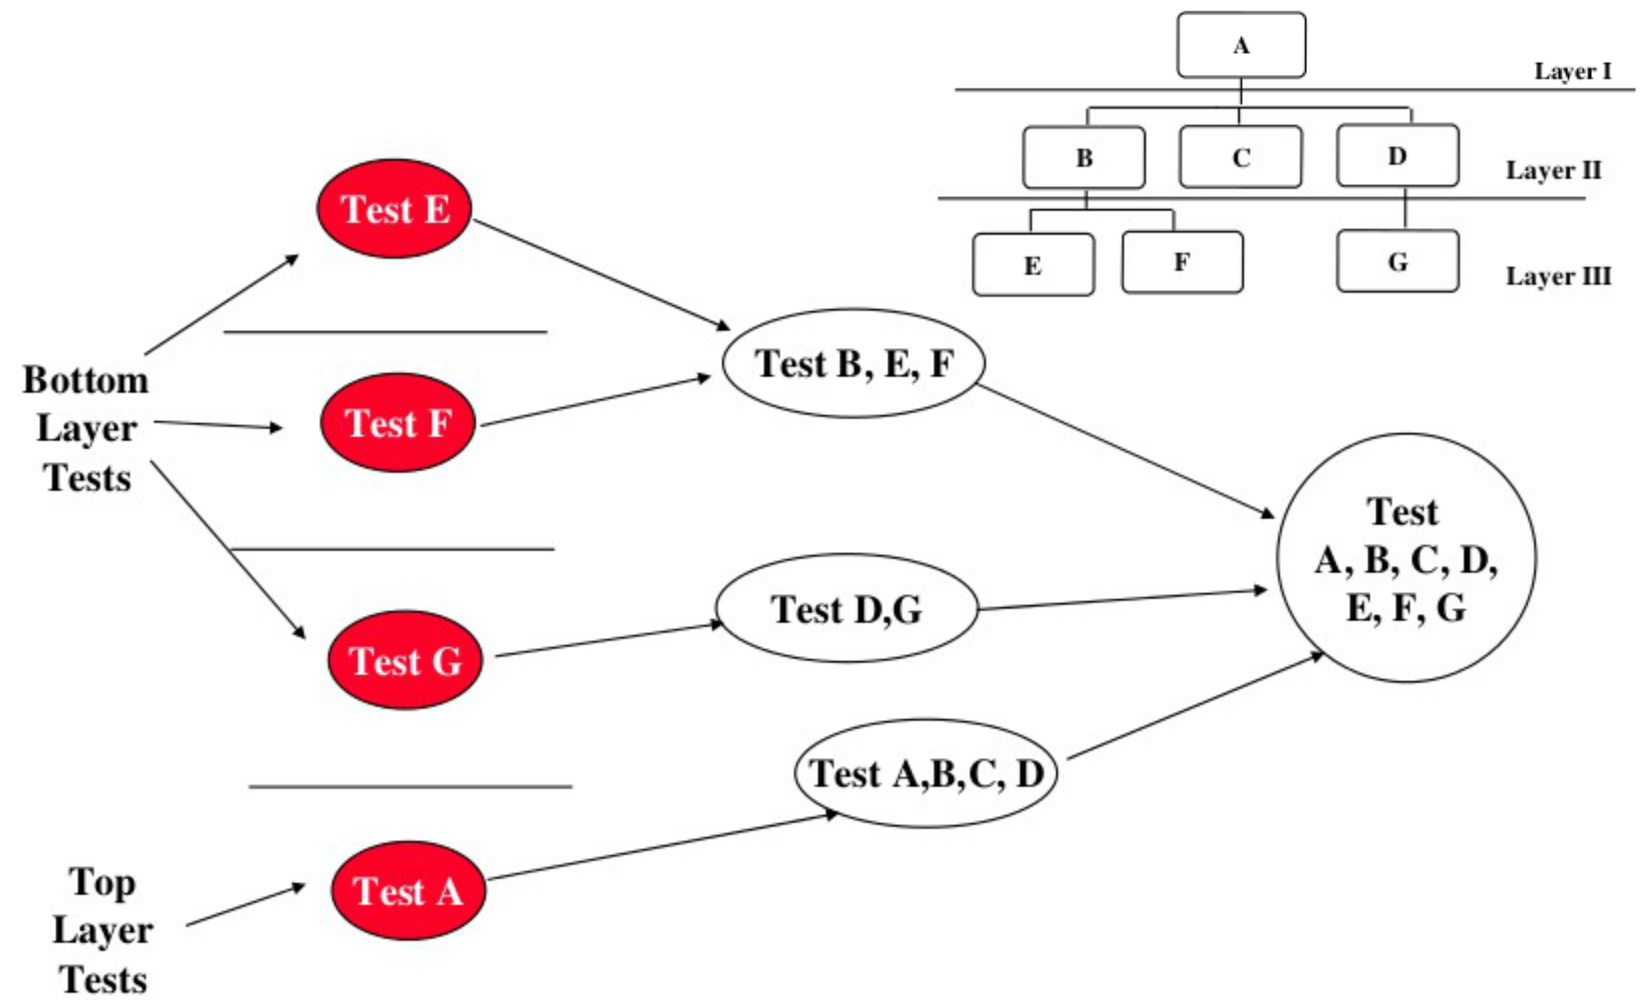 A
Layer I
B
C
D
Layer II
E
F
G
Layer III
Test E
Bottom
Layer
Tests
Test B, E, F
Test F
Test
A, B, C, D,
E, F, G
Test D,G
Test G
Test A,B,C, D
Top
Layer
Tests
Test A